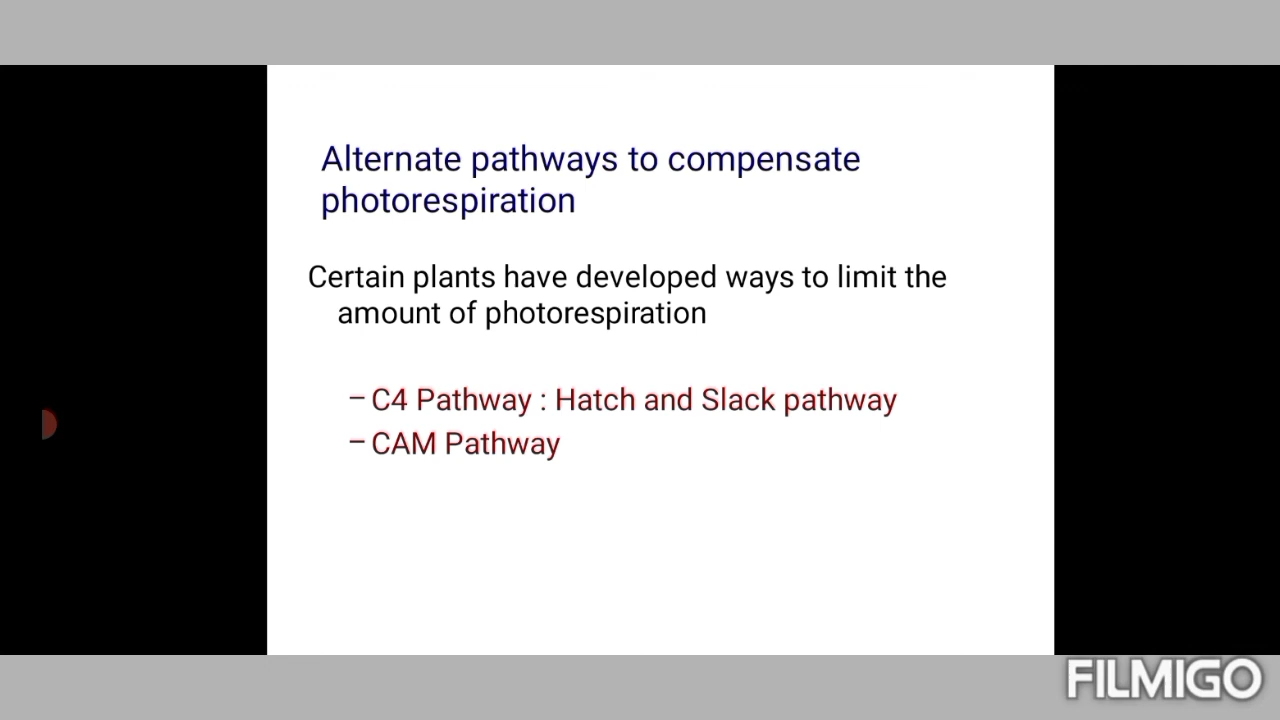 Alternate pathways to compensate
photorespiration
Certain plants have developed ways to limit the
amount of photorespiration
– C4 Pathway : Hatch and Slack pathway
– CAM Pathway
FILMIGO